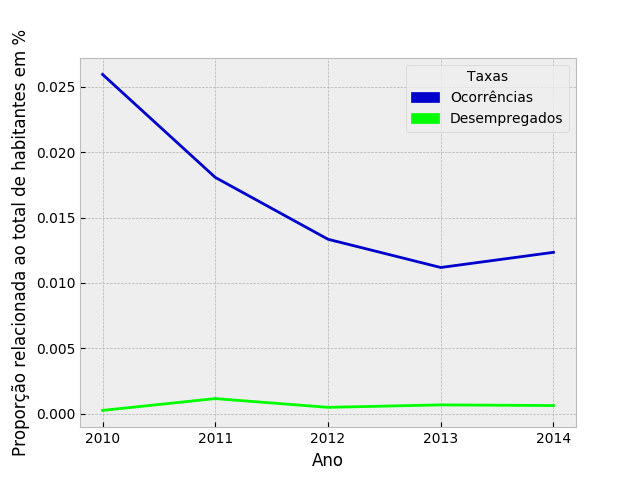 Proporção relacionada ao total de habitantes em %
Taxas
Ocorrências
Desempregados
0.025
0.020
0.015
0.010
0.005
0.000
2010 2011 2012 2013 2014
Ano